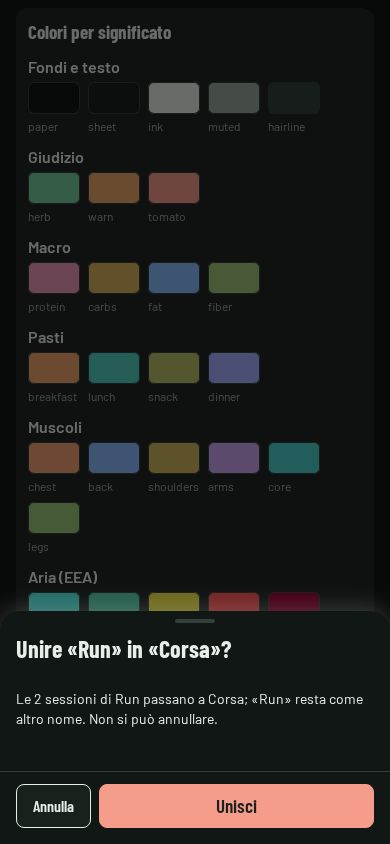 Colori per significato
Fondi e testo
paper sheet ink muted hairline
Giudizio
herb warn tomato
Macro
protein carbs fat fiber
Pasti
breakfast lunch snack dinner
Muscoli
chest back shoulders arms core
legs
Aria (EEA)
Unire «Run» in «Corsa»?
Le 2 sessioni di Run passano a Corsa; «Run» resta come
altro nome. Non si può annullare.
Annulla Unisci